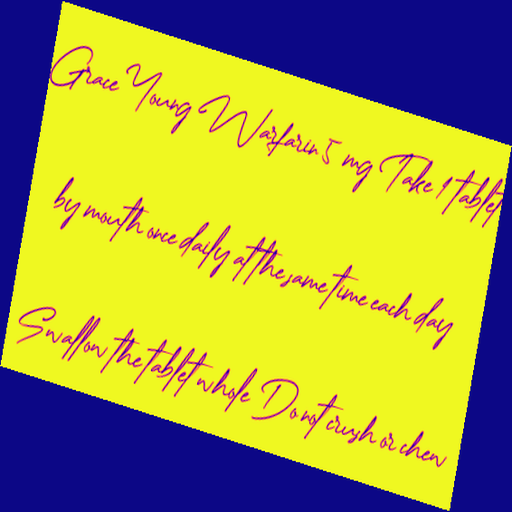 Grace Young Warfarin 5 mg Take 1 tablet
by mouth once daily at the same time each day
Swallow the tablet whole Do not crush or chew